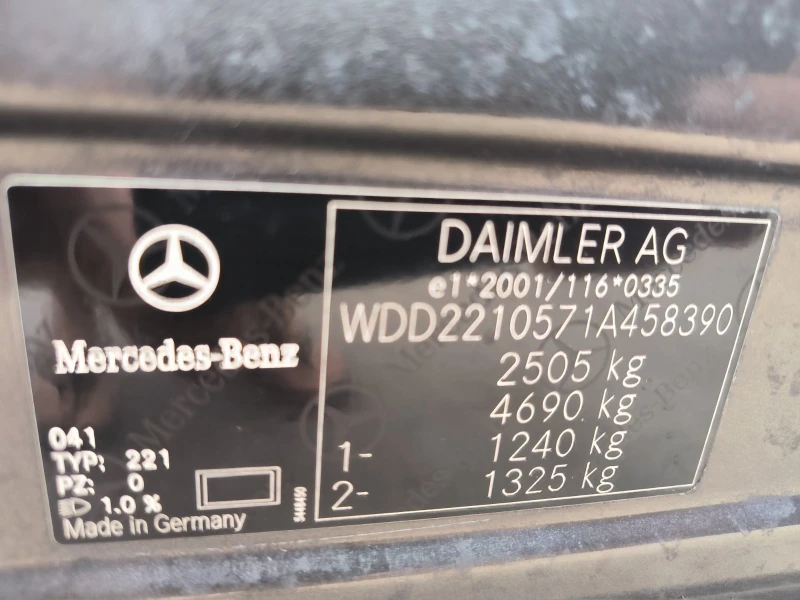 Mercedes-Benz
041
TYP: 221
PZ: 0
1.0 %
Made in Germany
DAIMLER AG
e1*2001/116*0335
WDD2210571A458390
2505 kg
4690 kg
1- 1240 kg
2- 1325 kg